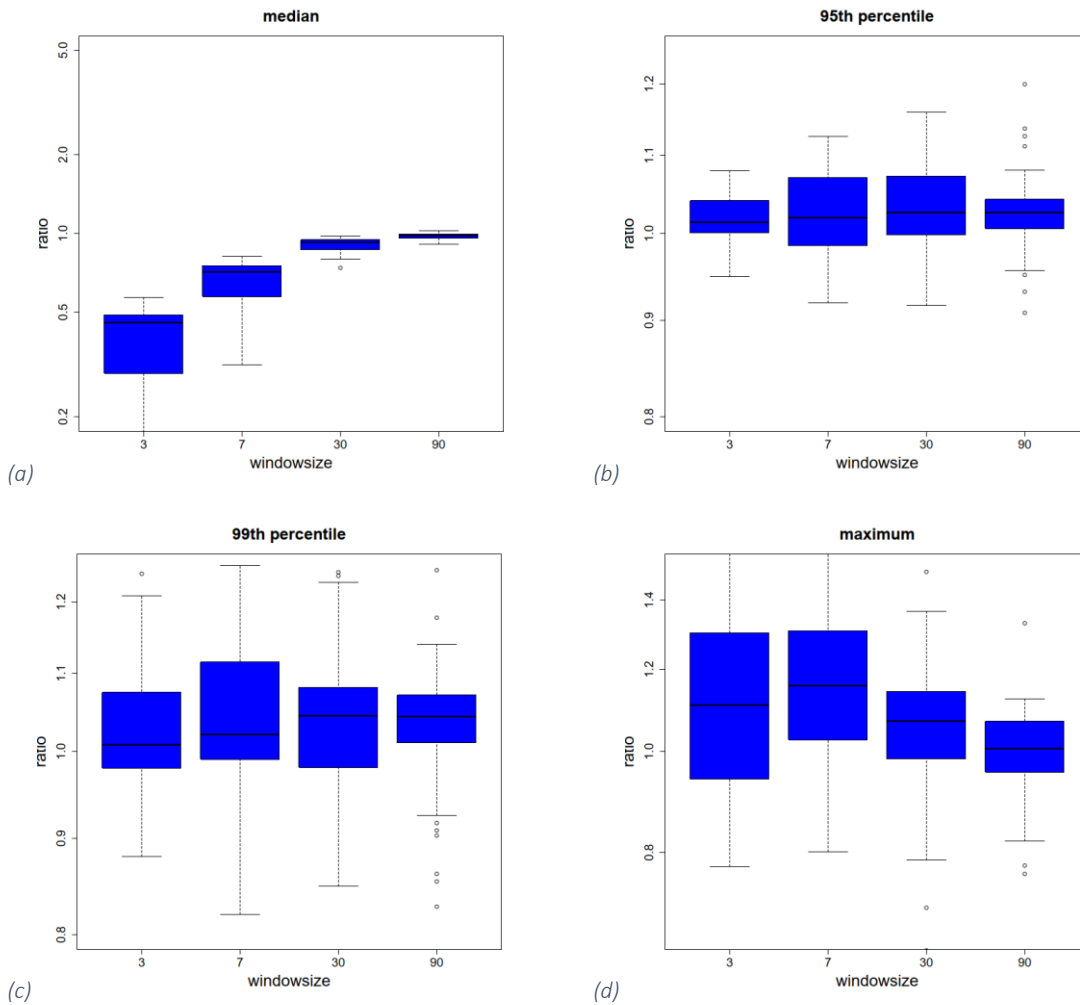 median
5.0
2.0
1.0
0.5
0.2
ratio
3 7 30 90
windowsize
(a)
95th percentile
1.2
1.1
1.0
0.9
0.8
ratio
3 7 30 90
windowsize
(b)
99th percentile
1.2
1.1
1.0
0.9
0.8
ratio
3 7 30 90
windowsize
(c)
maximum
1.4
1.2
1.0
0.8
ratio
3 7 30 90
windowsize
(d)